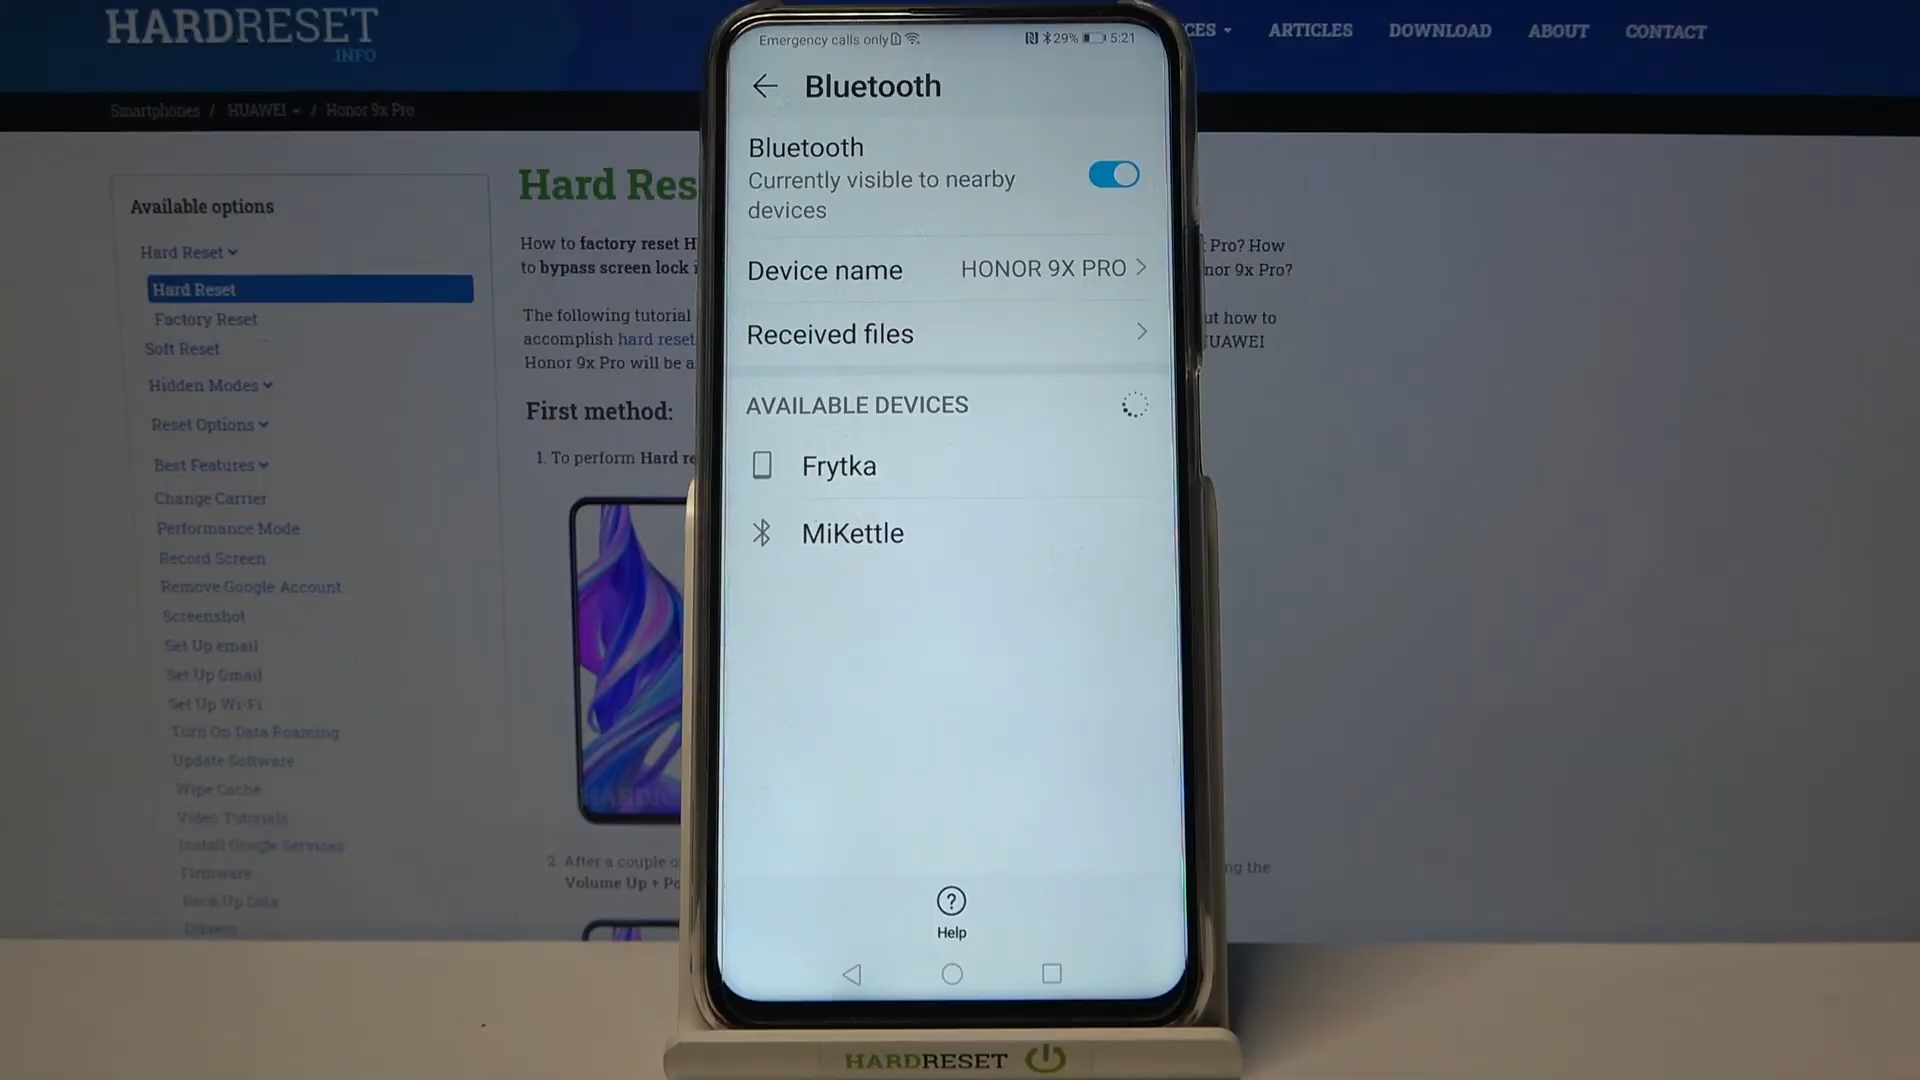 HARDRESET
INFO
CES
ARTICLES
DOWNLOAD
ABOUT
CONTACT
Smartphones / HUAWEI / Honor 9x Pro
Available options
Hard Reset
Hard Reset
Factory Reset
Soft Reset
Hidden Modes
Reset Options
Best Features
Change Carrier
Performance Mode
Record Screen
Remove Google Account
Screenshot
Set Up email
Set Up Gmail
Set Up Wi-Fi
Turn On Data Roaming
Update Software
Wipe Cache
Video Tutorials
Install Google Services
Firmware
Back Up Data
Drivers
Hard Res
How to factory reset H
to bypass screen lock i
The following tutorial
accomplish hard reset
Honor 9x Pro will be a
First method:
1. To perform Hard re
2. After a couple o
Volume Up + Po
Pro? How
nor 9x Pro?
ut how to
UAWEI
ng the
Emergency calls only
29% 5:21
Bluetooth
Bluetooth
Currently visible to nearby
devices
Device name HONOR 9X PRO
Received files
AVAILABLE DEVICES
Frytka
MiKettle
?
Help
HARDRESET